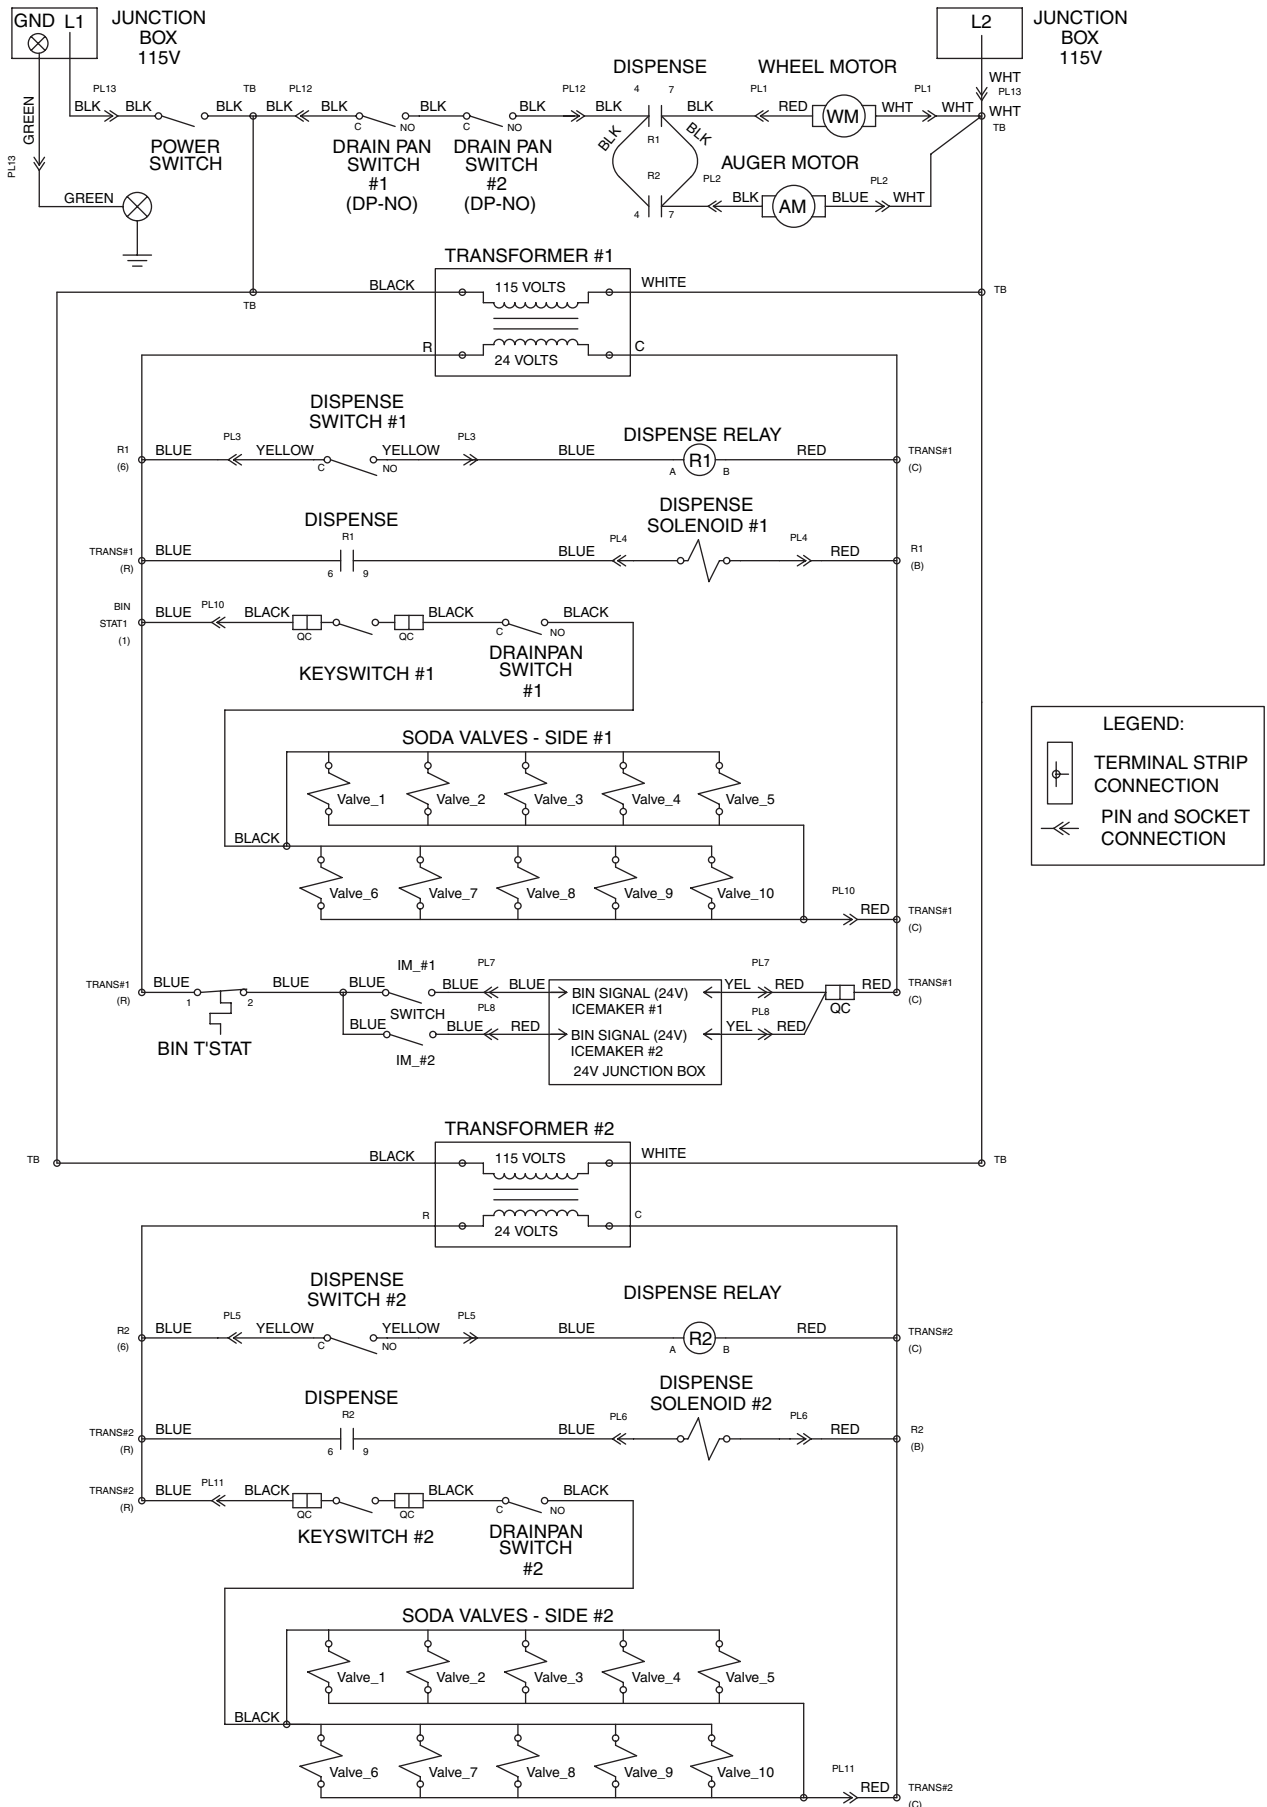 GND L1
JUNCTION
BOX
115V
L2
JUNCTION
BOX
115V
GREEN
PL13
GREEN
BLK
PL13
BLK
POWER
SWITCH
BLK
TB
BLK
PL12
BLK
C
NO
DRAIN PAN
SWITCH
#1
(DP-NO)
BLK
C
NO
DRAIN PAN
SWITCH
#2
(DP-NO)
BLK
PL12
BLK
DISPENSE
4
7
R1
BLK
BLK
R2
4
7
BLK
PL1
RED
WHEEL MOTOR
WM
WHT
PL1
WHT
WHT
PL13
WHT
TB
AUGER MOTOR
PL2
BLK
AM
BLUE
PL2
WHT
TRANSFORMER #1
BLACK
115 VOLTS
WHITE
TB
TB
R
24 VOLTS
C
DISPENSE
SWITCH #1
R1
(6)
BLUE
PL3
YELLOW
C
NO
YELLOW
PL3
BLUE
DISPENSE RELAY
A
R1
B
RED
TRANS#1
(C)
DISPENSE
R1
6
9
TRANS#1
(R)
BLUE
BLUE
PL4
DISPENSE
SOLENOID #1
PL4
RED
R1
(B)
BIN
STAT1
(1)
BLUE
PL10
BLACK
QC
KEYSWITCH #1
QC
BLACK
C
NO
DRAINPAN
SWITCH
#1
BLACK
SODA VALVES - SIDE #1
Valve_1
Valve_2
Valve_3
Valve_4
Valve_5
BLACK
Valve_6
Valve_7
Valve_8
Valve_9
Valve_10
PL10
RED
TRANS#1
(C)
TRANS#1
(R)
BLUE
1
2
BIN T'STAT
BLUE
IM_#1
BLUE
SWITCH
BLUE
IM_#2
PL7
BLUE
BLUE
PL8
BLUE
RED
BIN SIGNAL (24V)
ICEMAKER #1
BIN SIGNAL (24V)
ICEMAKER #2
24V JUNCTION BOX
PL7
YEL
RED
PL8
YEL
RED
QC
RED
TRANS#1
(C)
LEGEND:
TERMINAL STRIP
CONNECTION
PIN and SOCKET
CONNECTION
TRANSFORMER #2
TB
BLACK
115 VOLTS
WHITE
TB
R
24 VOLTS
C
DISPENSE
SWITCH #2
R2
(6)
BLUE
PL5
YELLOW
C
NO
YELLOW
PL5
BLUE
DISPENSE RELAY
A
R2
B
RED
TRANS#2
(C)
DISPENSE
R2
6
9
TRANS#2
(R)
BLUE
BLUE
PL6
DISPENSE
SOLENOID #2
PL6
RED
R2
(B)
TRANS#2
(R)
BLUE
PL11
BLACK
QC
KEYSWITCH #2
QC
BLACK
C
NO
DRAINPAN
SWITCH
#2
BLACK
SODA VALVES - SIDE #2
Valve_1
Valve_2
Valve_3
Valve_4
Valve_5
BLACK
Valve_6
Valve_7
Valve_8
Valve_9
Valve_10
PL11
RED
TRANS#2
(C)